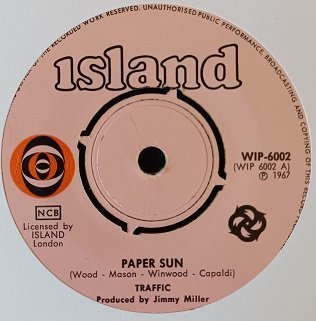 OF THE RECORDED WORK RESERVED. UNAUTHORISED PUBLIC PERFORMANCE, BROADCASTING AND COPYING OF THIS RECORD
island
WIP-6002
(WIP 6002 A)
Ⓟ 1967
NCB
Licensed by
ISLAND
London
PAPER SUN
(Wood - Mason - Winwood - Capaldi)
TRAFFIC
Produced by Jimmy Miller